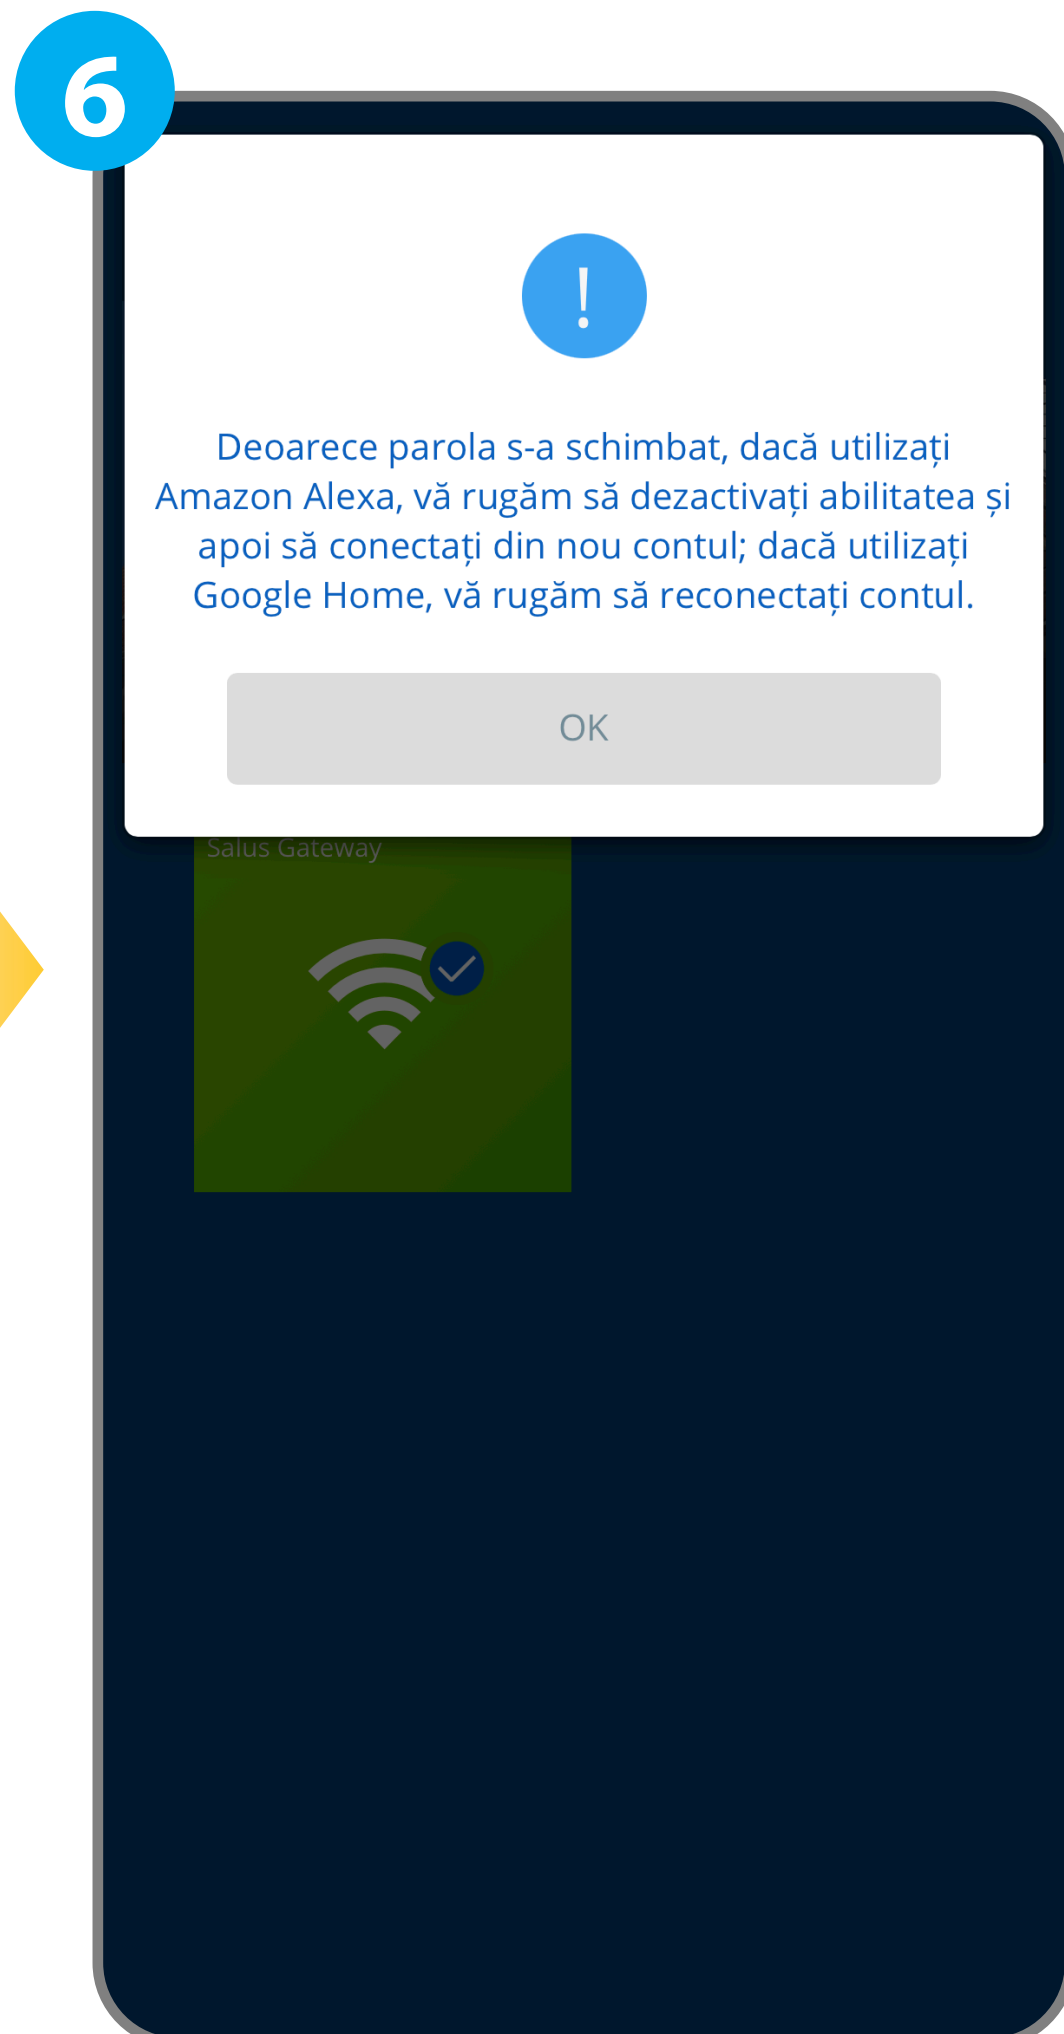 6
!
Deoarece parola s-a schimbat, dacă utilizați
Amazon Alexa, vă rugăm să dezactivați abilitatea și
apoi să conectați din nou contul; dacă utilizați
Google Home, vă rugăm să reconectați contul.
OK
Salus Gateway